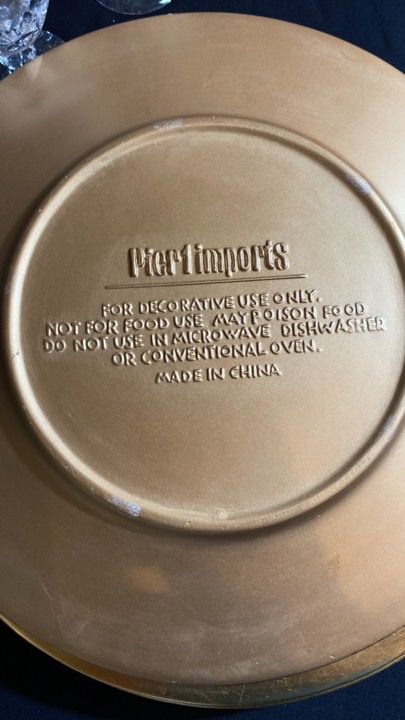 Pier1imports
FOR DECORATIVE USE ONLY.
NOT FOR FOOD USE MAY POISON FOOD
DO NOT USE IN MICROWAVE DISHWASHER
OR CONVENTIONAL OVEN.
MADE IN CHINA